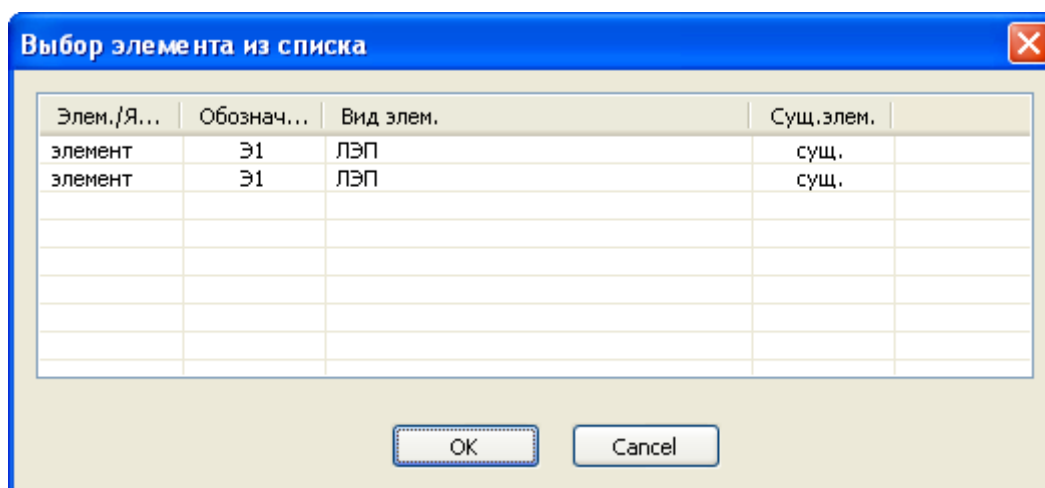 Выбор элемента из списка
Элем./Я... Обознач... Вид элем. Сущ.элем.
элемент Э1 ЛЭП сущ.
элемент Э1 ЛЭП сущ.
OK Cancel